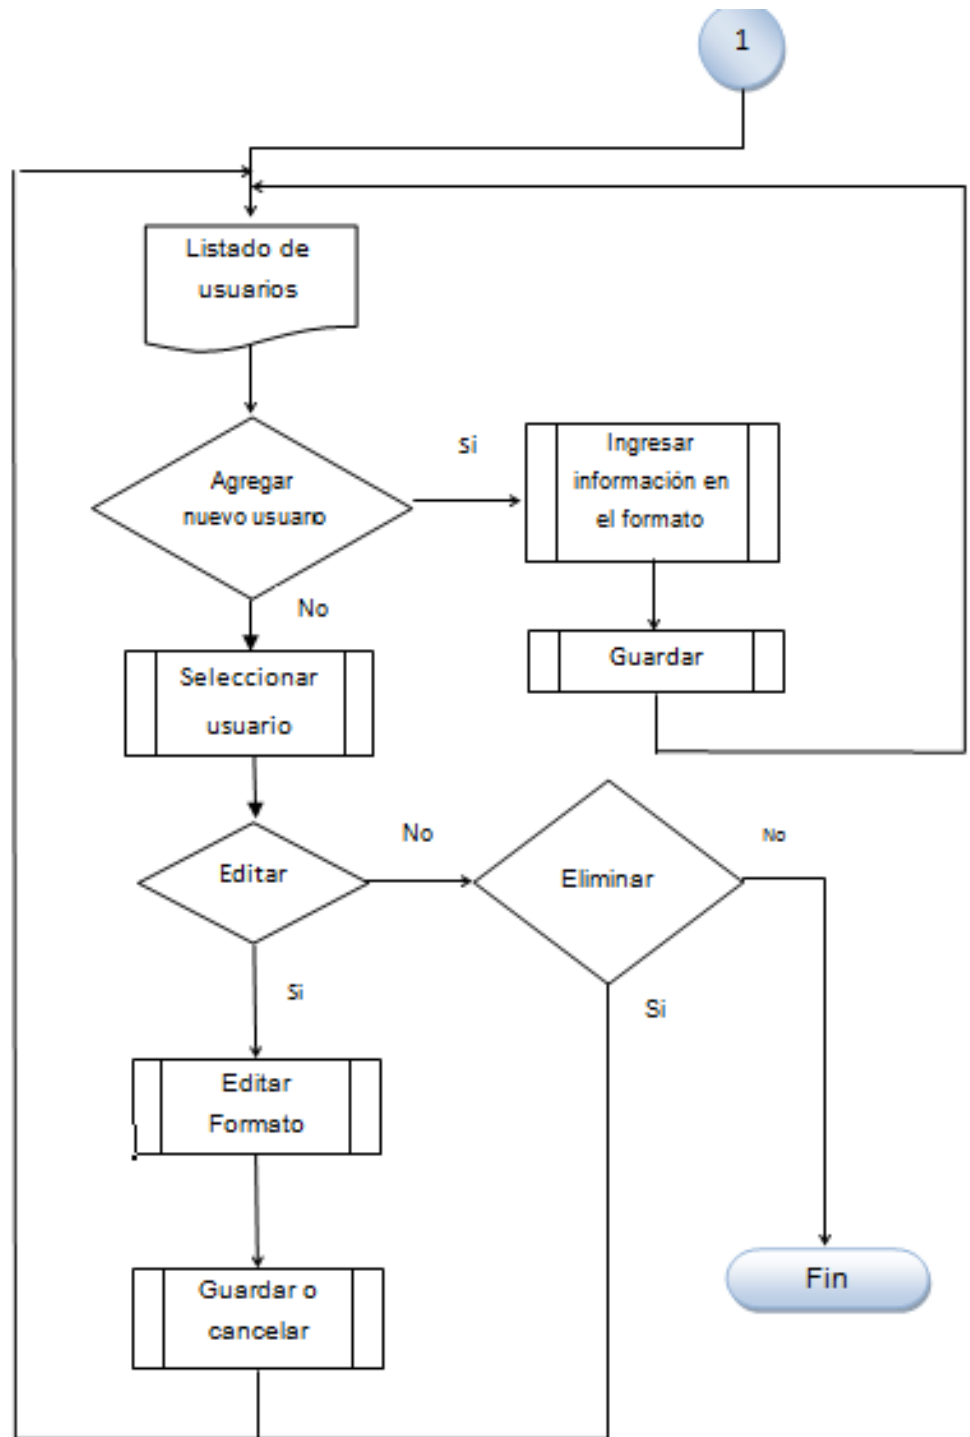 1
Listado de
usuarios
Agregar
nuevo usuario
Si
Ingresar
información en
el formato
No
Guardar
Seleccionar
usuario
Editar
No
Eliminar
No
Si
Si
Editar
Formato
Fin
Guardar o
cancelar